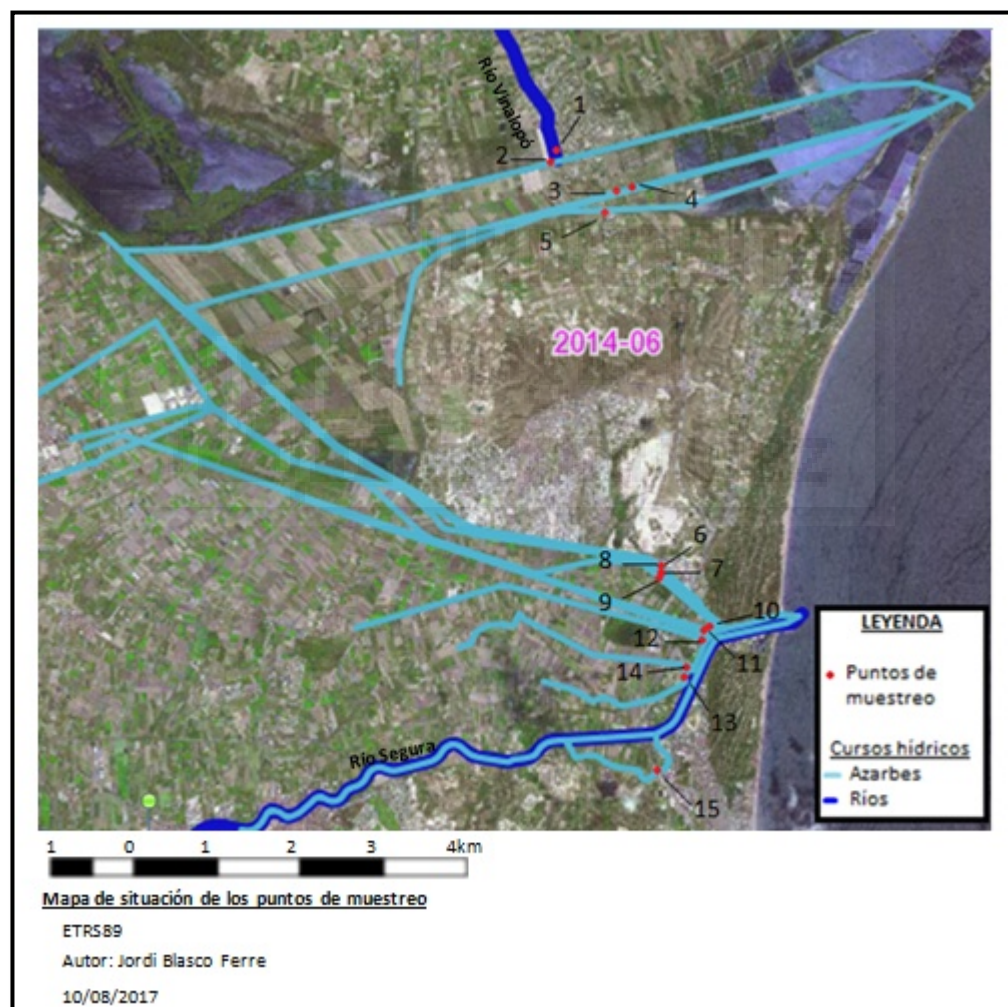 Río Vinalopó
1
2
3
4
5
2014-06
6
8
7
9
10
12
11
14
13
Río Segura
15
LEYENDA
Puntos de
muestreo
Cursos hídricos
Azarbes
Ríos
1 0 1 2 3 4km
Mapa de situación de los puntos de muestreo
ETRS89
Autor: Jordi Blasco Ferre
10/08/2017